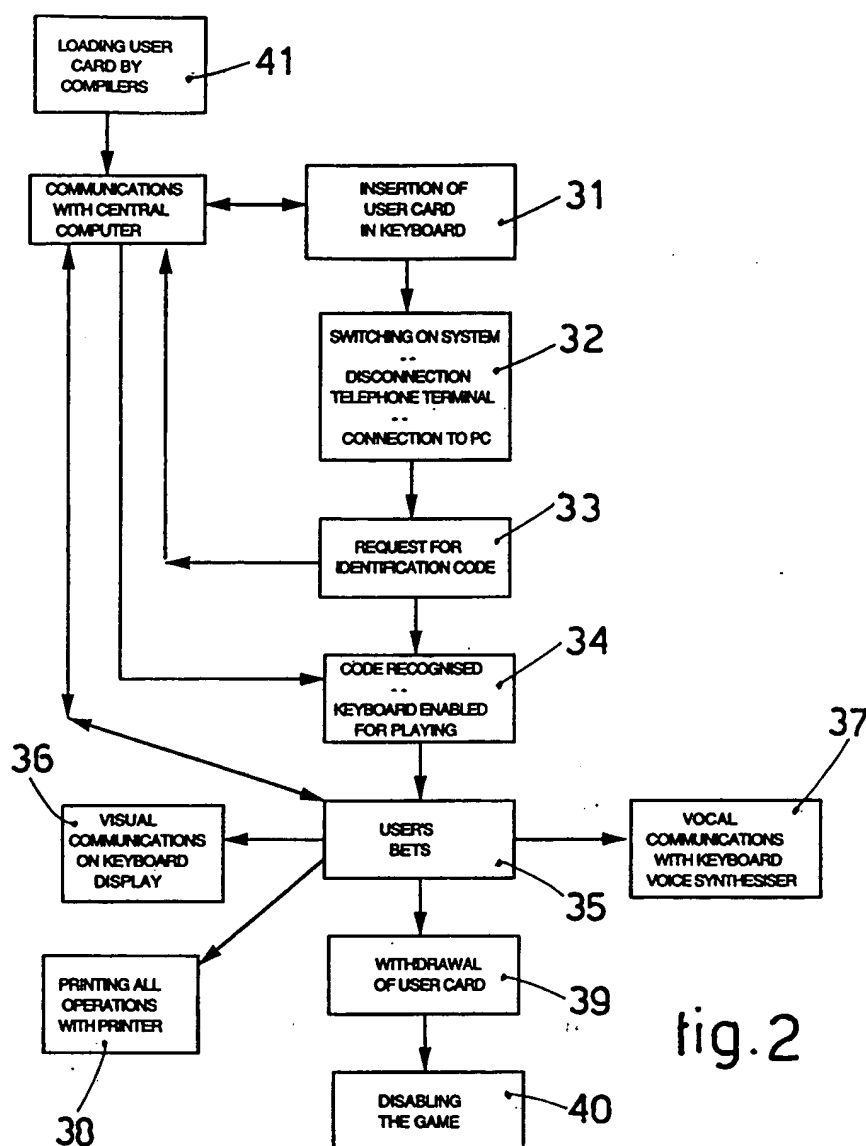 LOADING USER
CARD BY
COMPILERS
41
COMMUNICATIONS
WITH CENTRAL
COMPUTER
INSERTION OF
USER CARD
IN KEYBOARD
31
SWITCHING ON SYSTEM
--
DISCONNECTION
TELEPHONE TERMINAL
--
CONNECTION TO PC
32
REQUEST FOR
IDENTIFICATION CODE
33
CODE RECOGNISED
--
KEYBOARD ENABLED
FOR PLAYING
34
36
VISUAL
COMMUNICATIONS
ON KEYBOARD
DISPLAY
USER'S
BETS
35
37
VOCAL
COMMUNICATIONS
WITH KEYBOARD
VOICE SYNTHESISER
PRINTING ALL
OPERATIONS
WITH PRINTER
38
WITHDRAWAL
OF USER CARD
39
DISABLING
THE GAME
40
fig.2